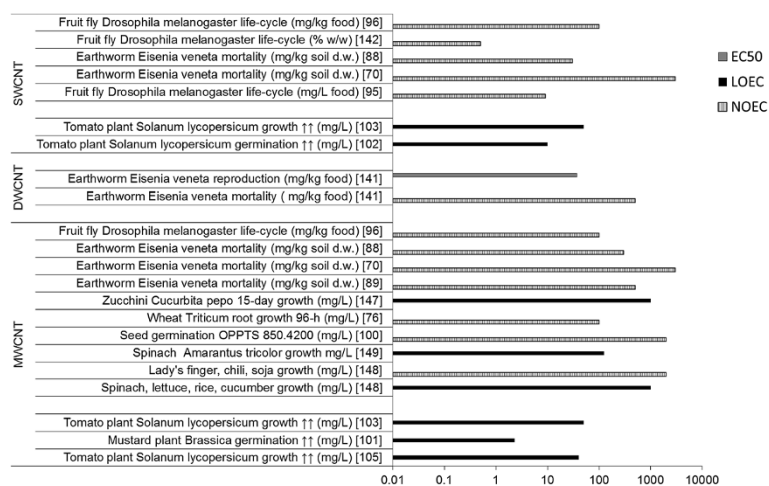 SWCNT
Fruit fly Drosophila melanogaster life-cycle (mg/kg food) [96]
Fruit fly Drosophila melanogaster life-cycle (% w/w) [142]
Earthworm Eisenia veneta mortality (mg/kg soil d.w.) [88]
Earthworm Eisenia veneta mortality (mg/kg soil d.w.) [70]
Fruit fly Drosophila melanogaster life-cycle (mg/L food) [95]
Tomato plant Solanum lycopersicum growth ↑↑ (mg/L) [103]
Tomato plant Solanum lycopersicum germination ↑↑ (mg/L) [102]
DWCNT
Earthworm Eisenia veneta reproduction (mg/kg food) [141]
Earthworm Eisenia veneta mortality ( mg/kg food) [141]
MWCNT
Fruit fly Drosophila melanogaster life-cycle (mg/kg food) [96]
Earthworm Eisenia veneta mortality (mg/kg soil d.w.) [88]
Earthworm Eisenia veneta mortality (mg/kg soil d.w.) [70]
Earthworm Eisenia veneta mortality (mg/kg soil d.w.) [89]
Zucchini Cucurbita pepo 15-day growth (mg/L) [147]
Wheat Triticum root growth 96-h (mg/L) [76]
Seed germination OPPTS 850.4200 (mg/L) [100]
Spinach Amarantus tricolor growth mg/L [149]
Lady's finger, chili, soja growth (mg/L) [148]
Spinach, lettuce, rice, cucumber growth (mg/L) [148]
Tomato plant Solanum lycopersicum growth ↑↑ (mg/L) [103]
Mustard plant Brassica germination ↑↑ (mg/L) [101]
Tomato plant Solanum lycopersicum growth ↑↑ (mg/L) [105]
0.01 0.1 1 10 100 1000 10000
EC50
LOEC
NOEC